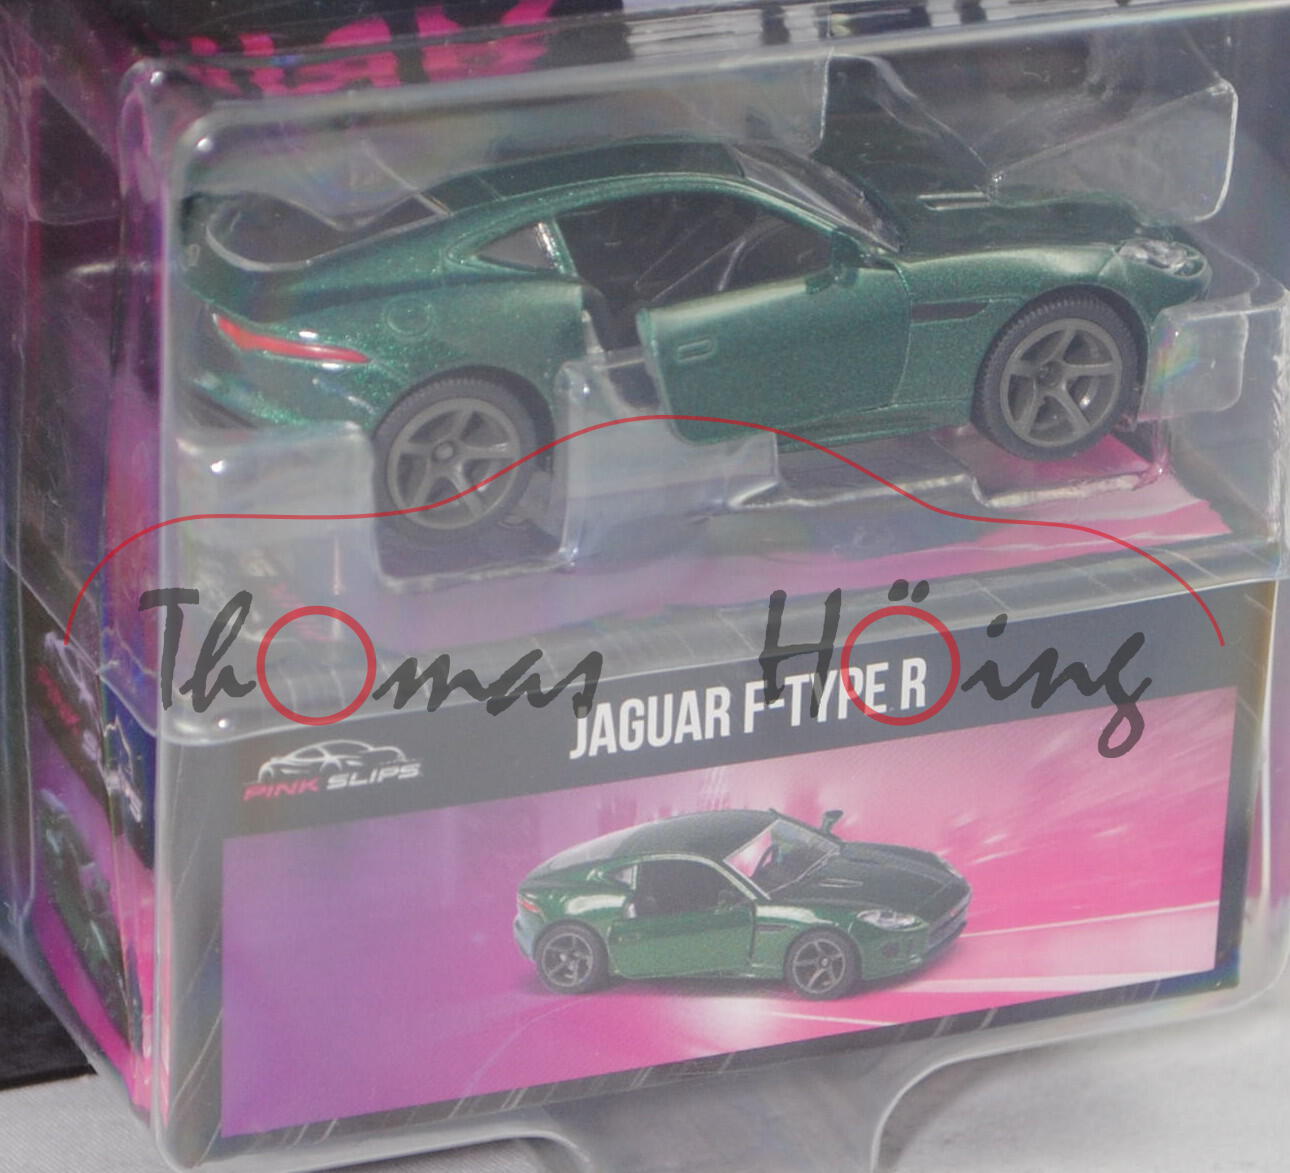 Thomas Höing
JAGUAR F-TYPE R
PINK SLIPS